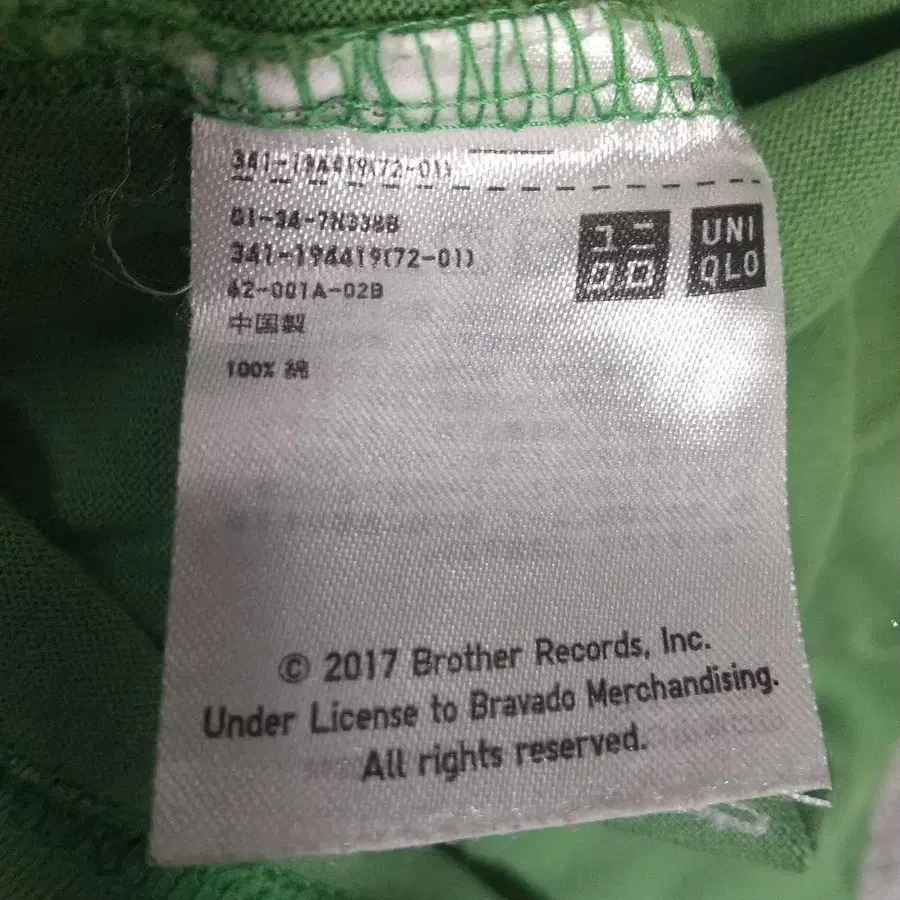 341-194419(72-01)
01-34-7N338B
341-194419(72-01)
62-001A-02B
中国製
100% 綿
ユニ
クロ
UNI
QLO
© 2017 Brother Records, Inc.
Under License to Bravado Merchandising.
All rights reserved.